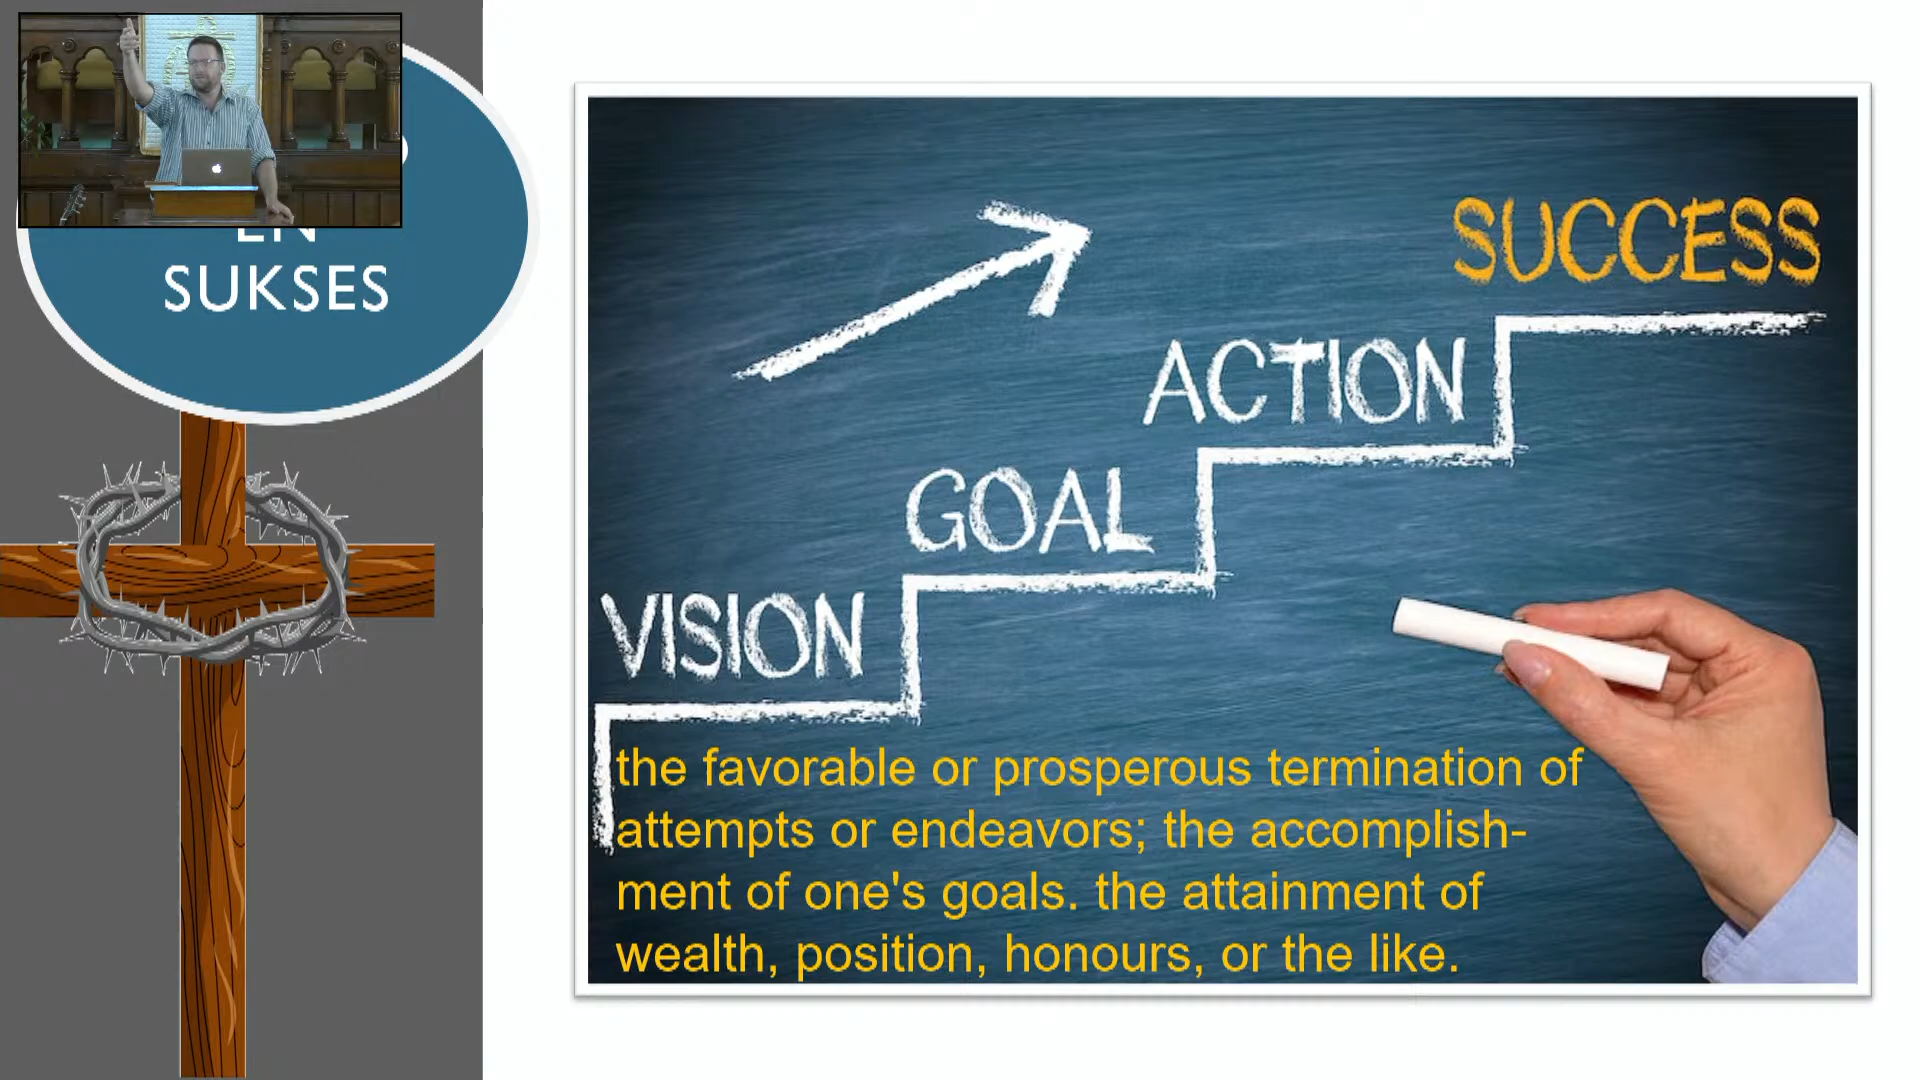 EN
SUKSES
SUCCESS
ACTION
GOAL
VISION
the favorable or prosperous termination of
attempts or endeavors; the accomplish-
ment of one's goals. the attainment of
wealth, position, honours, or the like.